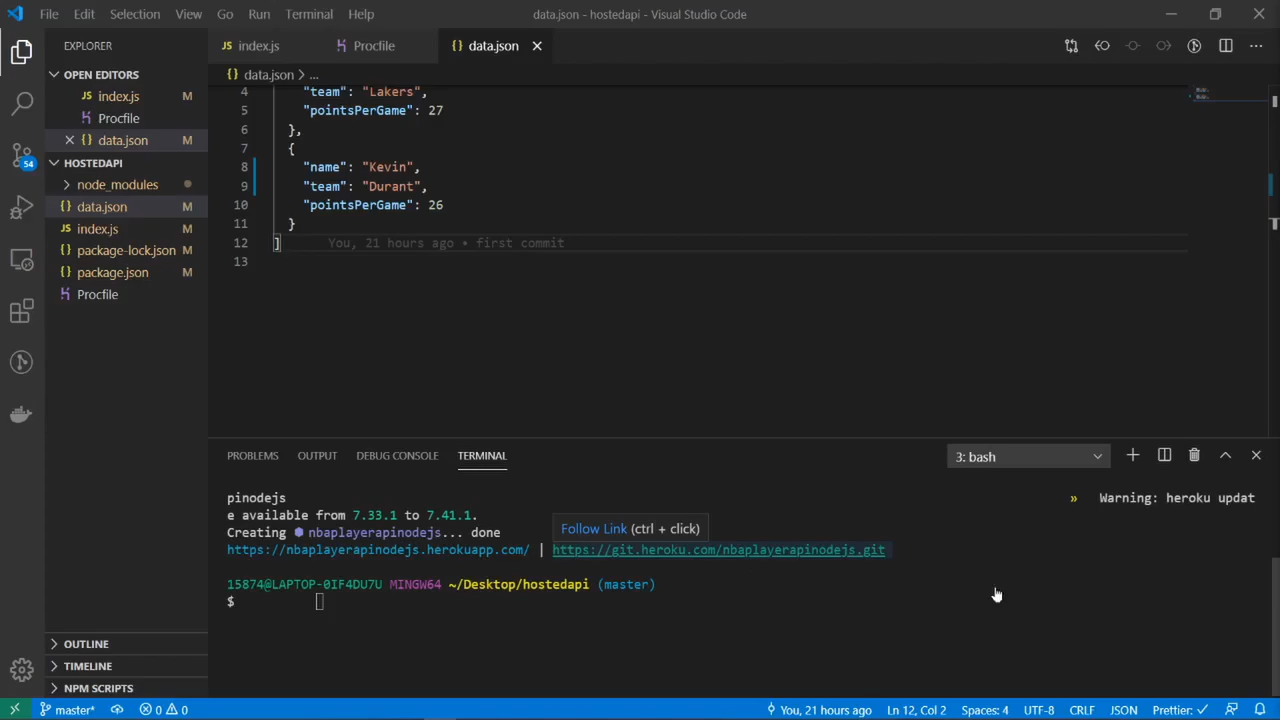 File Edit Selection View Go Run Terminal Help data.json - hostedapi - Visual Studio Code
EXPLORER
OPEN EDITORS
index.js M
Procfile
data.json M
HOSTEDAPI
node_modules
{} data.json M
index.js M
{} package-lock.json M
{} package.json M
Procfile
OUTLINE
TIMELINE
NPM SCRIPTS
54
index.js Procfile {} data.json
{} data.json > ...
4 "team": "Lakers",
5 "pointsPerGame": 27
6 },
7 {
8 "name": "Kevin",
9 "team": "Durant",
10 "pointsPerGame": 26
11 }
12 ] You, 21 hours ago • first commit
13
PROBLEMS OUTPUT DEBUG CONSOLE TERMINAL 3: bash
pinodejs » Warning: heroku updat
e available from 7.33.1 to 7.41.1.
Creating ⬢ nbaplayerapinodejs... done
Follow Link (ctrl + click)
https://nbaplayerapinodejs.herokuapp.com/ | https://git.heroku.com/nbaplayerapinodejs.git
15874@LAPTOP-0IF4DU7U MINGW64 ~/Desktop/hostedapi (master)
$
master* 0 0 You, 21 hours ago Ln 12, Col 2 Spaces: 4 UTF-8 CRLF JSON Prettier: ✓